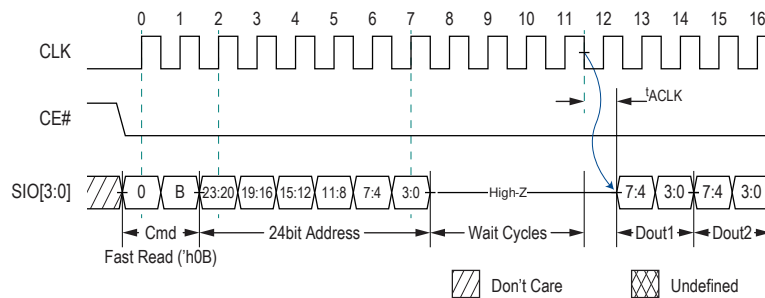 0 1 2 3 4 5 6 7 8 9 10 11 12 13 14 15 16
CLK
tACLK
CE#
SIO[3:0] 0 B 23:20 19:16 15:12 11:8 7:4 3:0 High-Z 7:4 3:0 7:4 3:0
Cmd 24bit Address Wait Cycles Dout1 Dout2
Fast Read ('h0B)
Don't Care Undefined